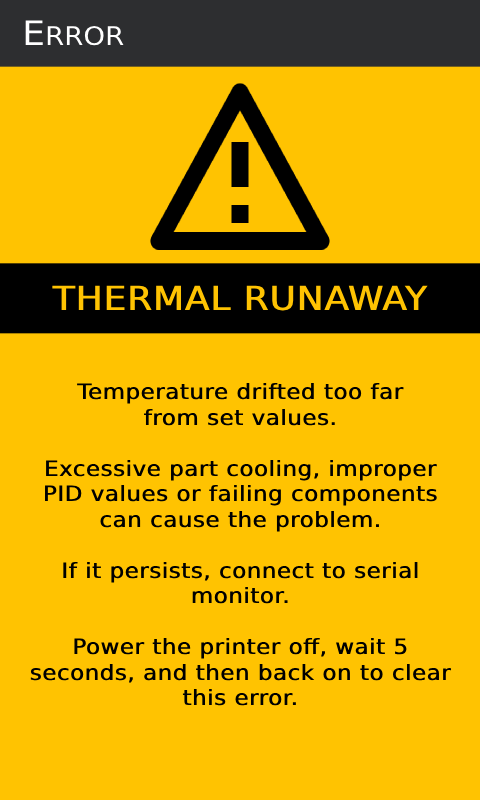 Error
THERMAL RUNAWAY
Temperature drifted too far
from set values.
Excessive part cooling, improper
PID values or failing components
can cause the problem.
If it persists, connect to serial
monitor.
Power the printer off, wait 5
seconds, and then back on to clear
this error.